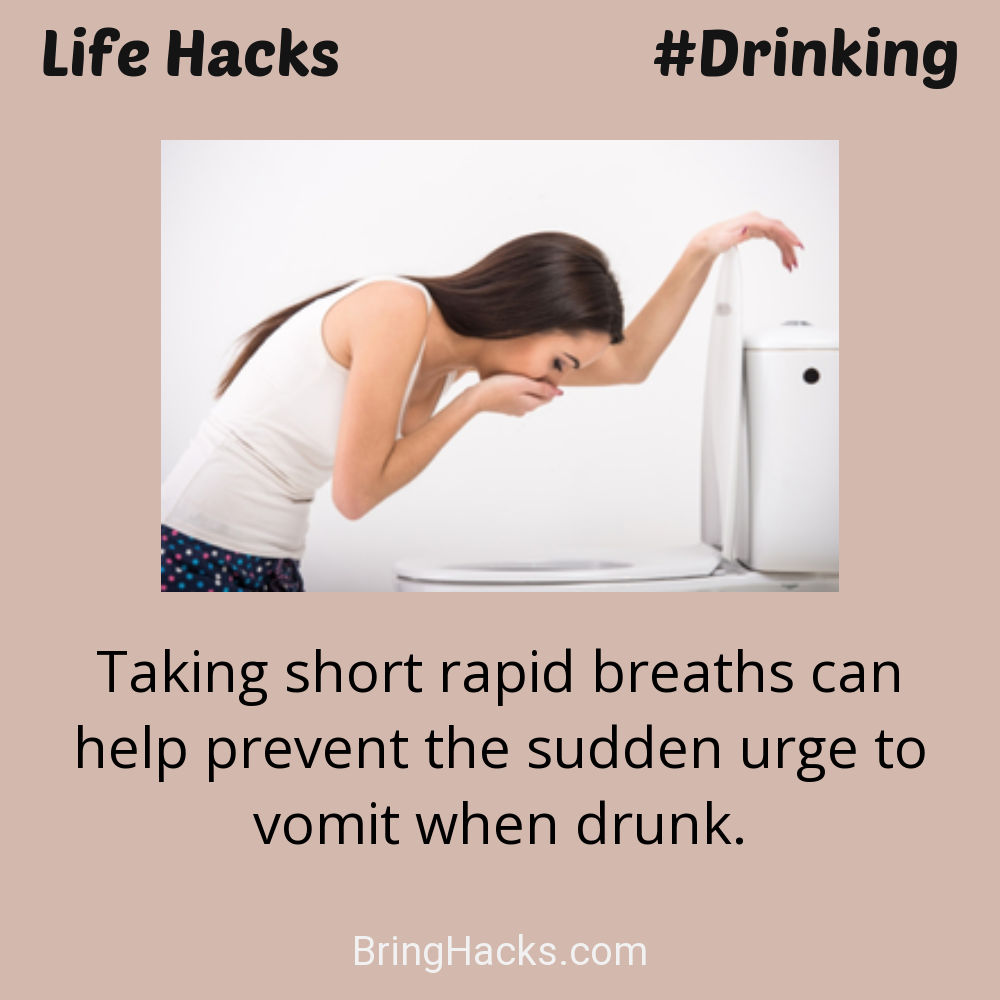 Life Hacks #Drinking
Taking short rapid breaths can
help prevent the sudden urge to
vomit when drunk.
BringHacks.com